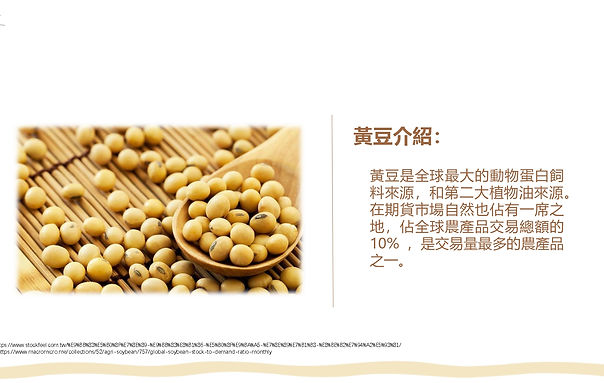 黃豆介紹：
黃豆是全球最大的動物蛋白飼
料來源，和第二大植物油來源。
在期貨市場自然也佔有一席之
地，佔全球農產品交易總額的
10% ，是交易量最多的農產品
之一。
ttps://www.macromicro.me/collections/52/agri-soybean/757/global-soybean-stock-to-demand-ratio-monthly